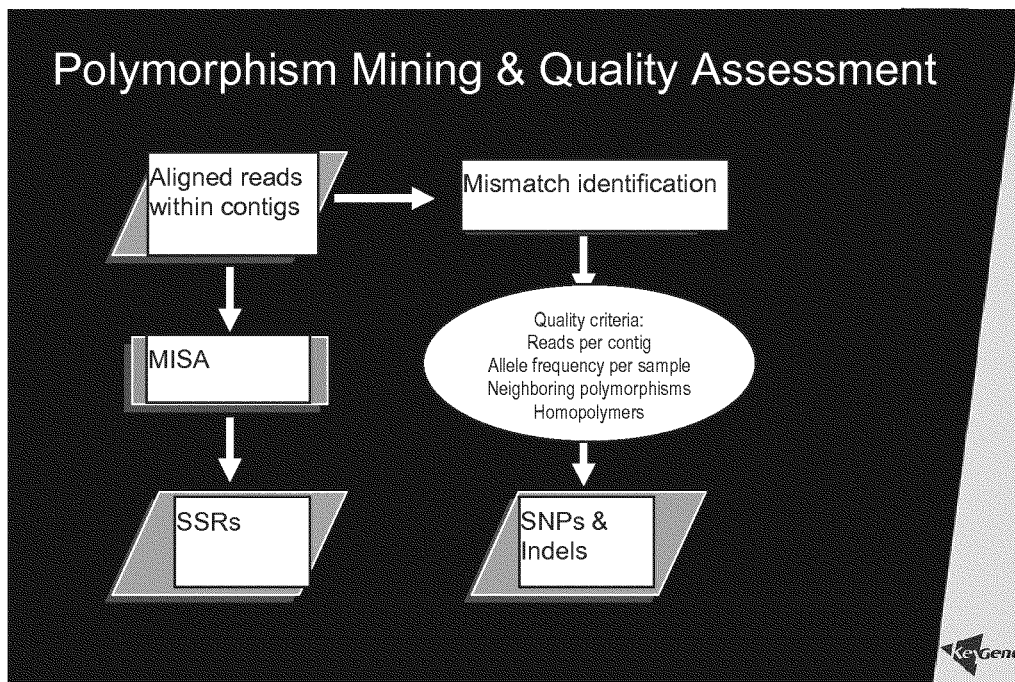 Polymorphism Mining & Quality Assessment
Aligned reads
within contigs
Mismatch identification
Quality criteria:
Reads per contig
Allele frequency per sample
Neighboring polymorphisms
Homopolymers
MISA
SSRs
SNPs &
Indels
KeyGene